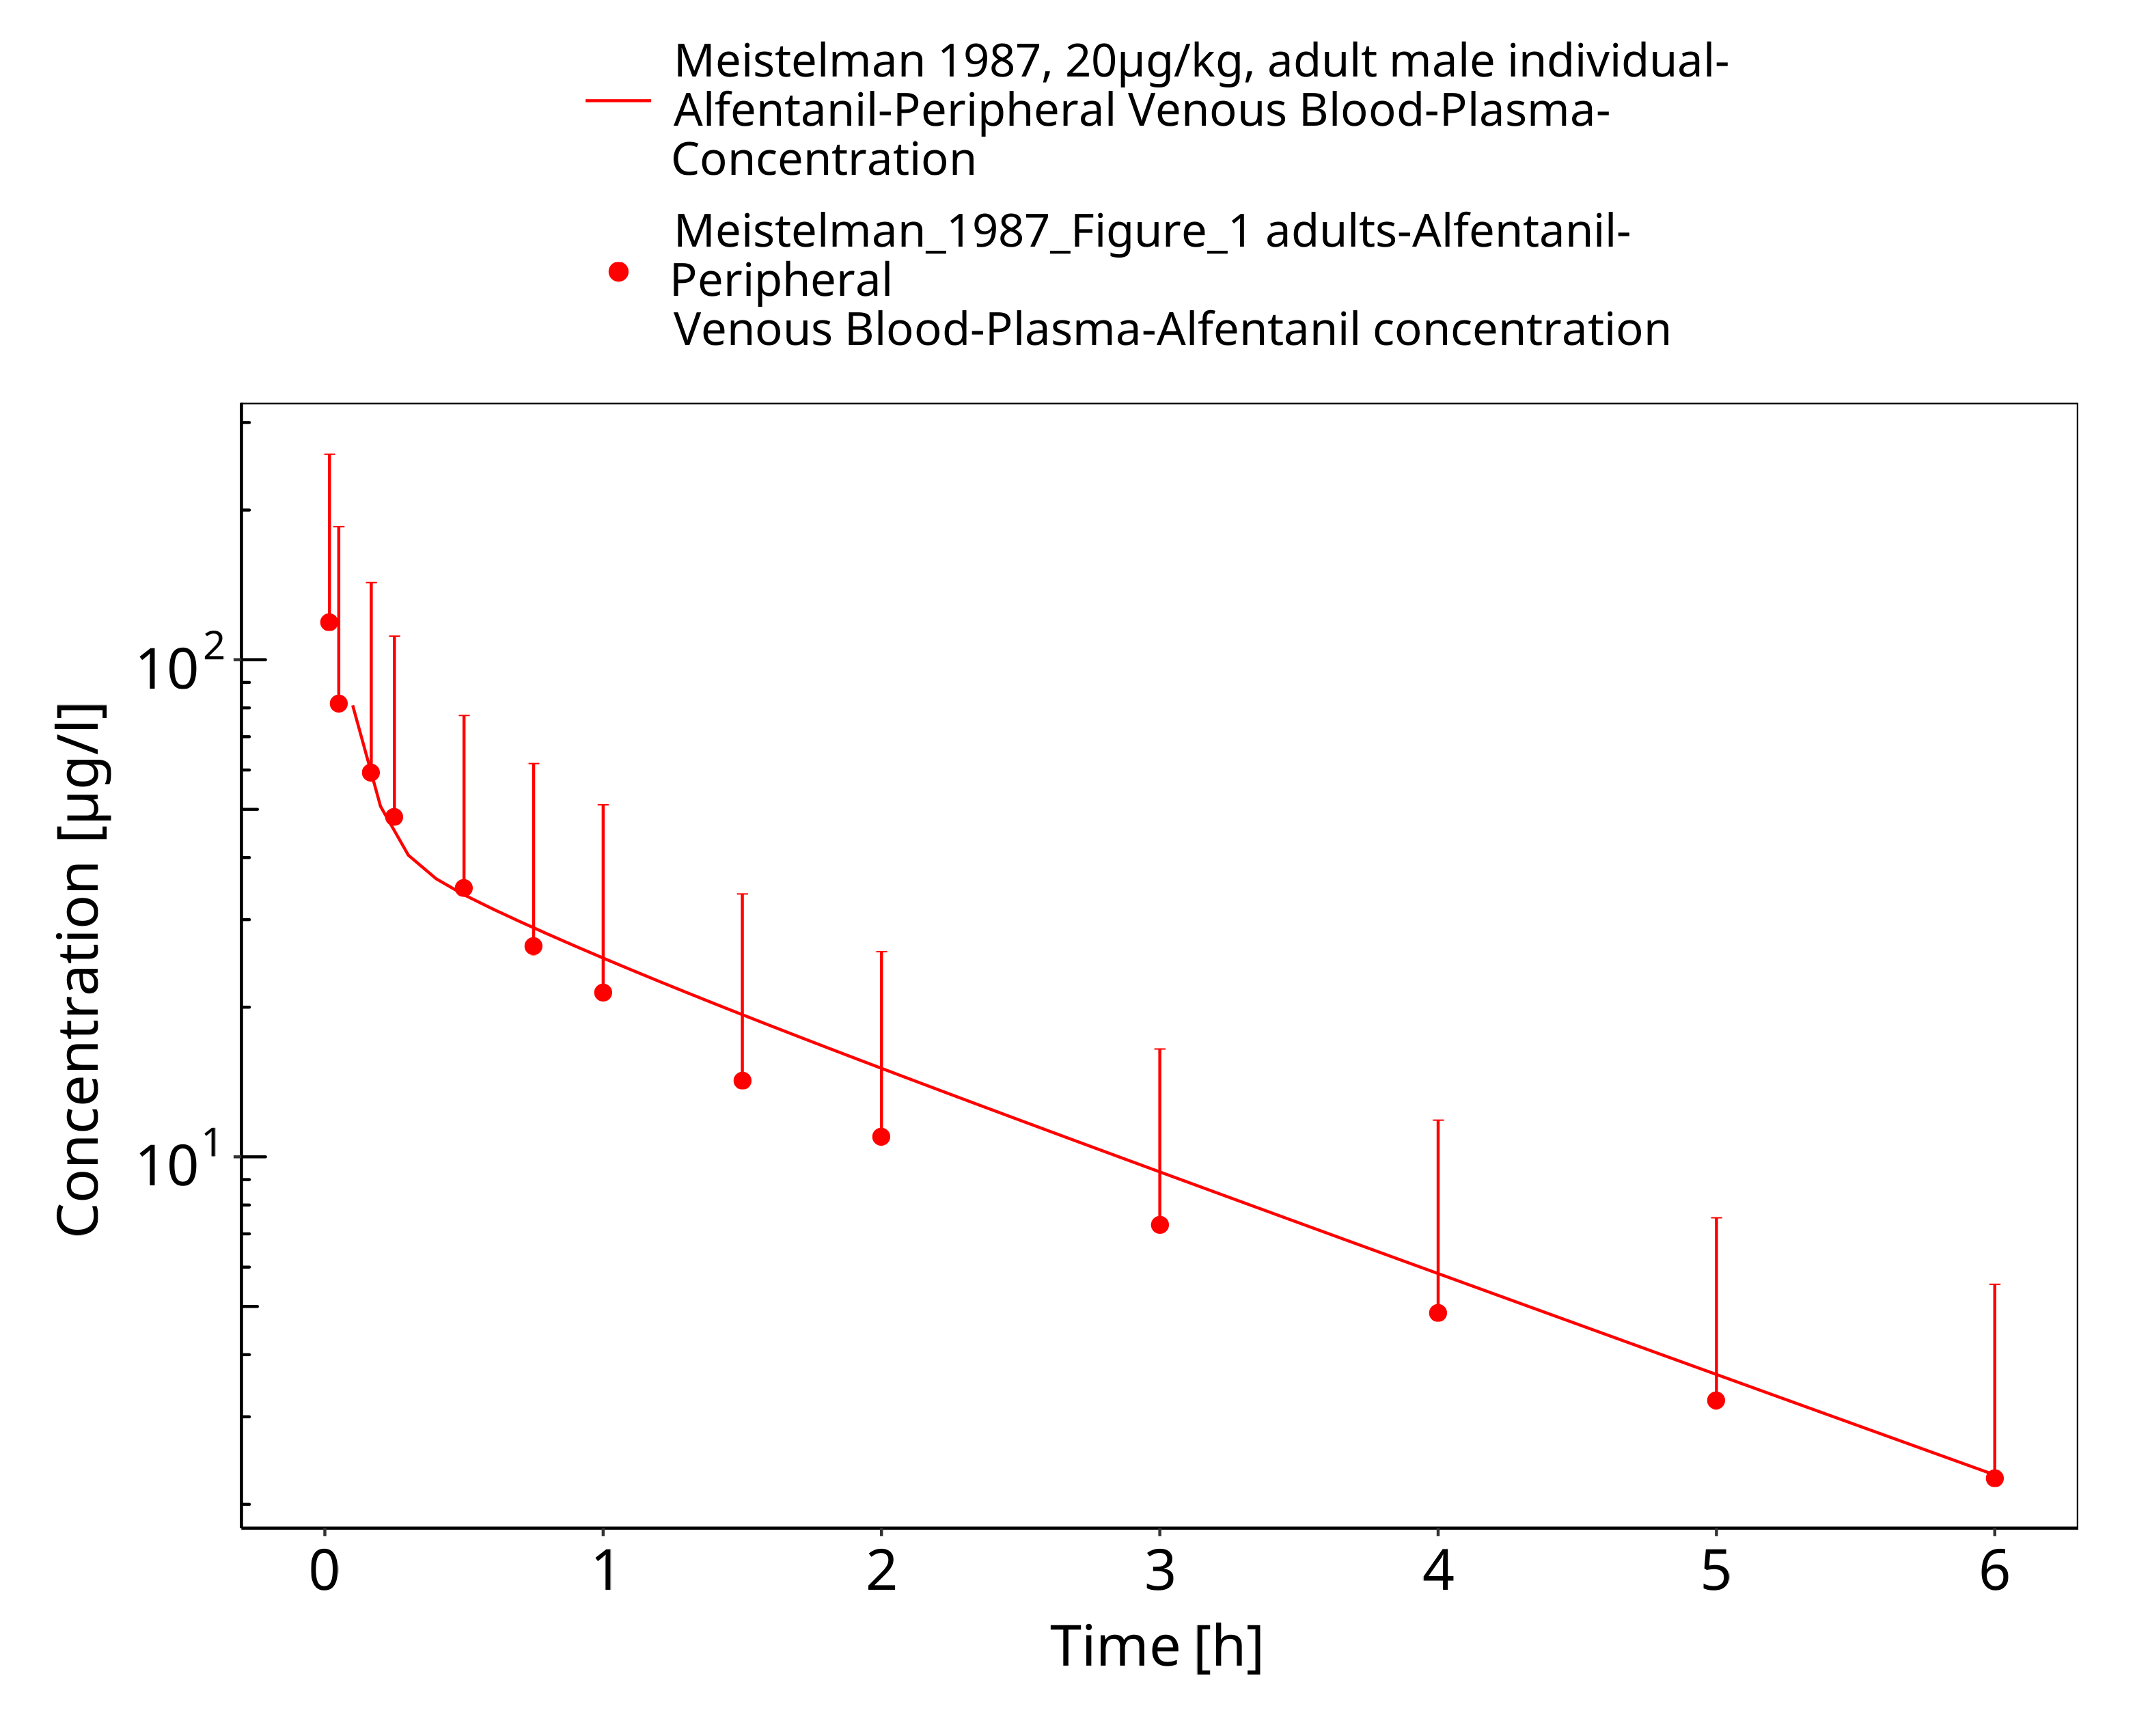 Meistelman 1987, 20μg/kg, adult male individual-
Alfentanil-Peripheral Venous Blood-Plasma-
Concentration
Meistelman_1987_Figure_1 adults-Alfentanil-
Peripheral
Venous Blood-Plasma-Alfentanil concentration
Concentration [μg/l]
10²
10¹
0 1 2 3 4 5 6
Time [h]